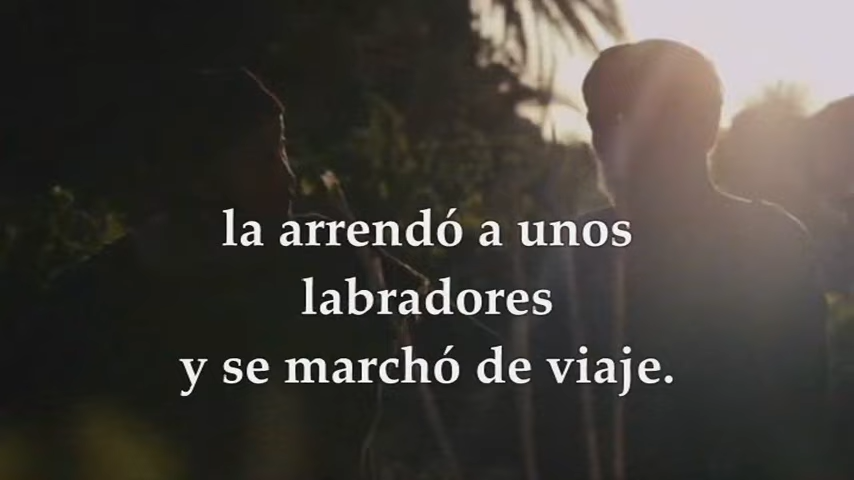 la arrendó a unos
labradores
y se marchó de viaje.